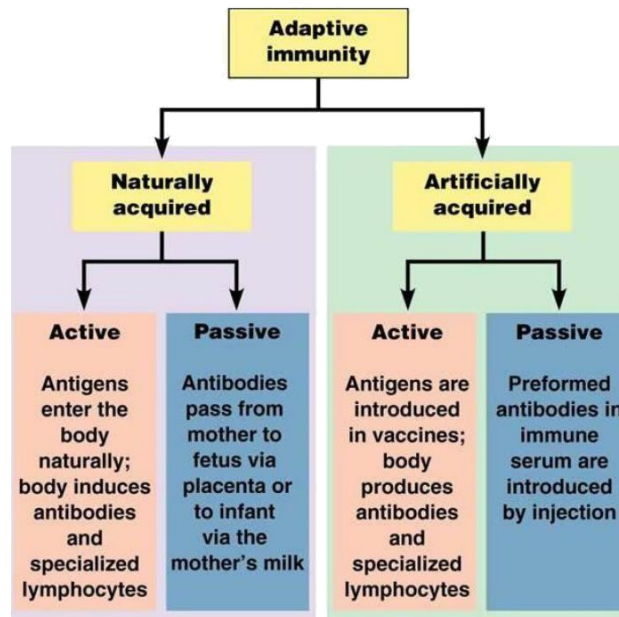 Adaptive
immunity
Naturally
acquired
Artificially
acquired
Active
Antigens
enter the
body
naturally;
body induces
antibodies
and
specialized
lymphocytes
Passive
Antibodies
pass from
mother to
fetus via
placenta or
to infant
via the
mother's milk
Active
Antigens are
introduced
in vaccines;
body
produces
antibodies
and
specialized
lymphocytes
Passive
Preformed
antibodies in
immune
serum are
introduced
by injection